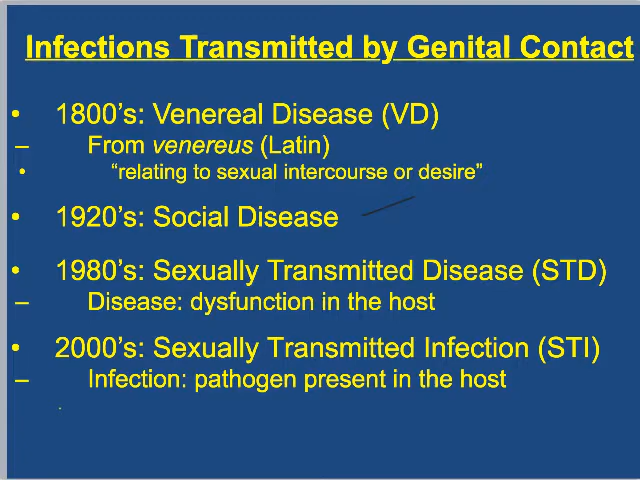 Infections Transmitted by Genital Contact
• 1800's: Venereal Disease (VD)
– From venereus (Latin)
• “relating to sexual intercourse or desire”
• 1920's: Social Disease
• 1980's: Sexually Transmitted Disease (STD)
– Disease: dysfunction in the host
• 2000's: Sexually Transmitted Infection (STI)
– Infection: pathogen present in the host